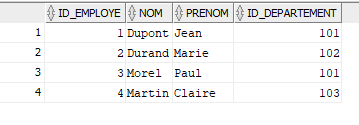 ID_EMPLOYE NOM PRENOM ID_DEPARTEMENT
1 1 Dupont Jean 101
2 2 Durand Marie 102
3 3 Morel Paul 101
4 4 Martin Claire 103